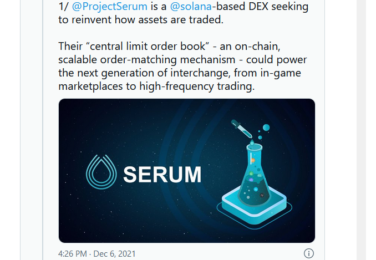 1/ @ProjectSerum is a @solana-based DEX seeking
to reinvent how assets are traded.
Their “central limit order book” - an on-chain,
scalable order-matching mechanism - could power
the next generation of interchange, from in-game
marketplaces to high-frequency trading.
SERUM
4:26 PM · Dec 6, 2021